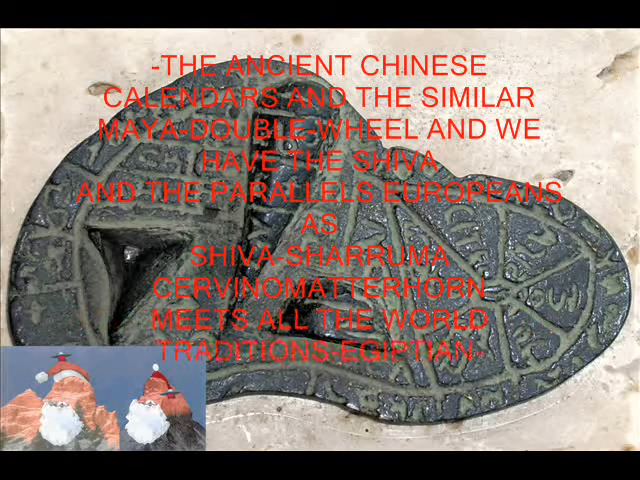 -THE ANCIENT CHINESE
CALENDARS AND THE SIMILAR
MAYA-DOUBLE-WHEEL AND WE
HAVE THE SHIVA
AND THE PARALLELS EUROPEANS
AS
SHIVA-SHARRUMA
CERVINOMATTERHORN
MEETS ALL THE WORLD
TRADITIONS-EGIPTIAN-